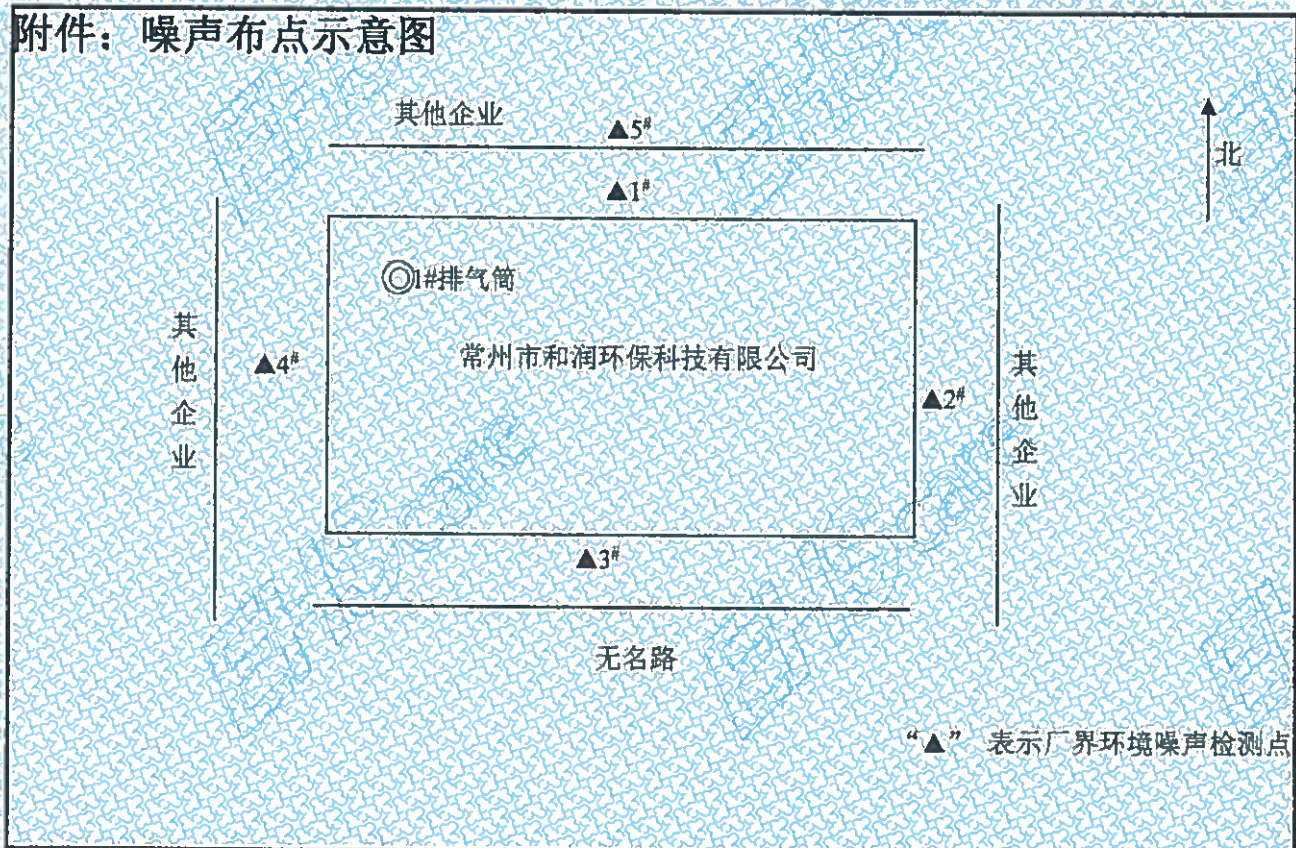 附件：噪声布点示意图
其他企业
▲5#
北
▲1#
◎1#排气筒
其他企业
▲4#
常州市和润环保科技有限公司
▲2#
其他企业
▲3#
无名路
“▲” 表示厂界环境噪声检测点